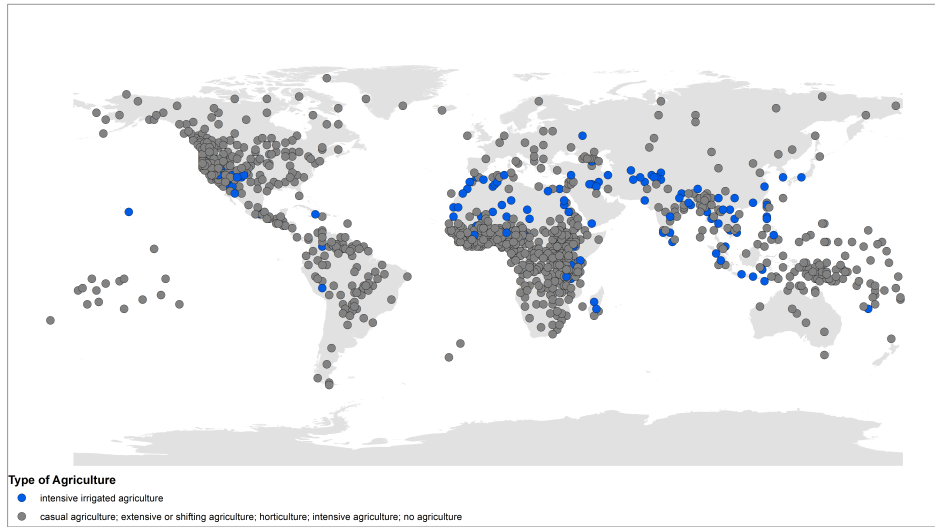 Type of Agriculture
intensive irrigated agriculture
casual agriculture; extensive or shifting agriculture; horticulture; intensive agriculture; no agriculture